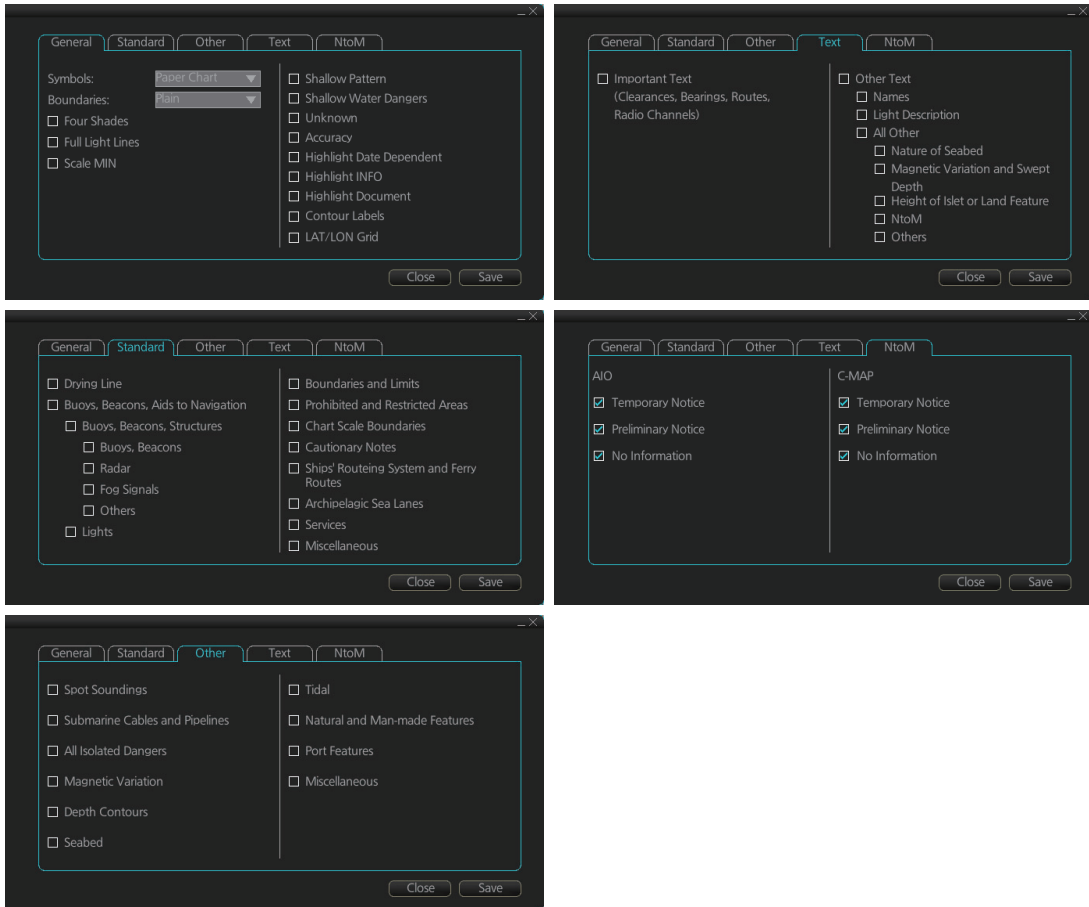 General Standard Other Text NtoM
Symbols: Paper Chart
Boundaries: Plain
Four Shades
Full Light Lines
Scale MIN
Shallow Pattern
Shallow Water Dangers
Unknown
Accuracy
Highlight Date Dependent
Highlight INFO
Highlight Document
Contour Labels
LAT/LON Grid
Close Save
General Standard Other Text NtoM
Important Text
(Clearances, Bearings, Routes,
Radio Channels)
Other Text
Names
Light Description
All Other
Nature of Seabed
Magnetic Variation and Swept
Depth
Height of Islet or Land Feature
NtoM
Others
Close Save
General Standard Other Text NtoM
Drying Line
Buoys, Beacons, Aids to Navigation
Buoys, Beacons, Structures
Buoys, Beacons
Radar
Fog Signals
Others
Lights
Boundaries and Limits
Prohibited and Restricted Areas
Chart Scale Boundaries
Cautionary Notes
Ships' Routeing System and Ferry
Routes
Archipelagic Sea Lanes
Services
Miscellaneous
Close Save
General Standard Other Text NtoM
AIO
Temporary Notice
Preliminary Notice
No Information
C-MAP
Temporary Notice
Preliminary Notice
No Information
Close Save
General Standard Other Text NtoM
Spot Soundings
Submarine Cables and Pipelines
All Isolated Dangers
Magnetic Variation
Depth Contours
Seabed
Tidal
Natural and Man-made Features
Port Features
Miscellaneous
Close Save